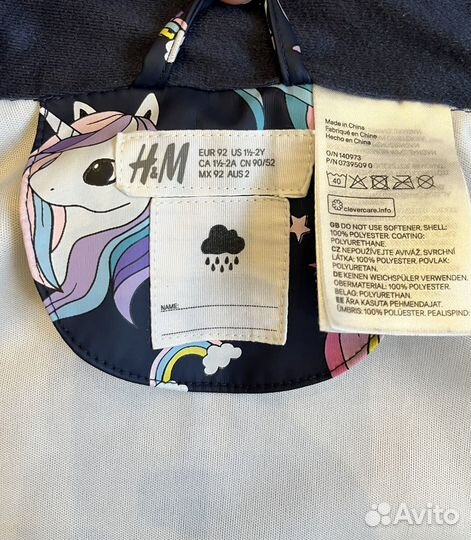 H&M
EUR 92 US 1½-2Y
CA 1½-2A CN 90/52
MX 92 AUS 2
NAME:
Made in China
Fabriqué en Chine
Hecho en China
G/N 140973
P/N 0739509 G
40
clevercare.info
GB DO NOT USE SOFTENER. SHELL:
100% POLYESTER. COATING:
POLYURETHANE.
CZ NEPOUŽÍVEJTE AVIVÁŽ. SVRCHNÍ
LÁTKA: 100% POLYESTER. POVLAK:
POLYURETAN.
DE KEINEN WEICHSPÜLER VERWENDEN.
OBERMATERIAL: 100% POLYESTER.
BELAG: POLYURETHAN.
EE ÄRA KASUTA PEHMENDAJAT.
ÜMBRIS: 100% POLÜESTER. PEALISPIND:
Avito